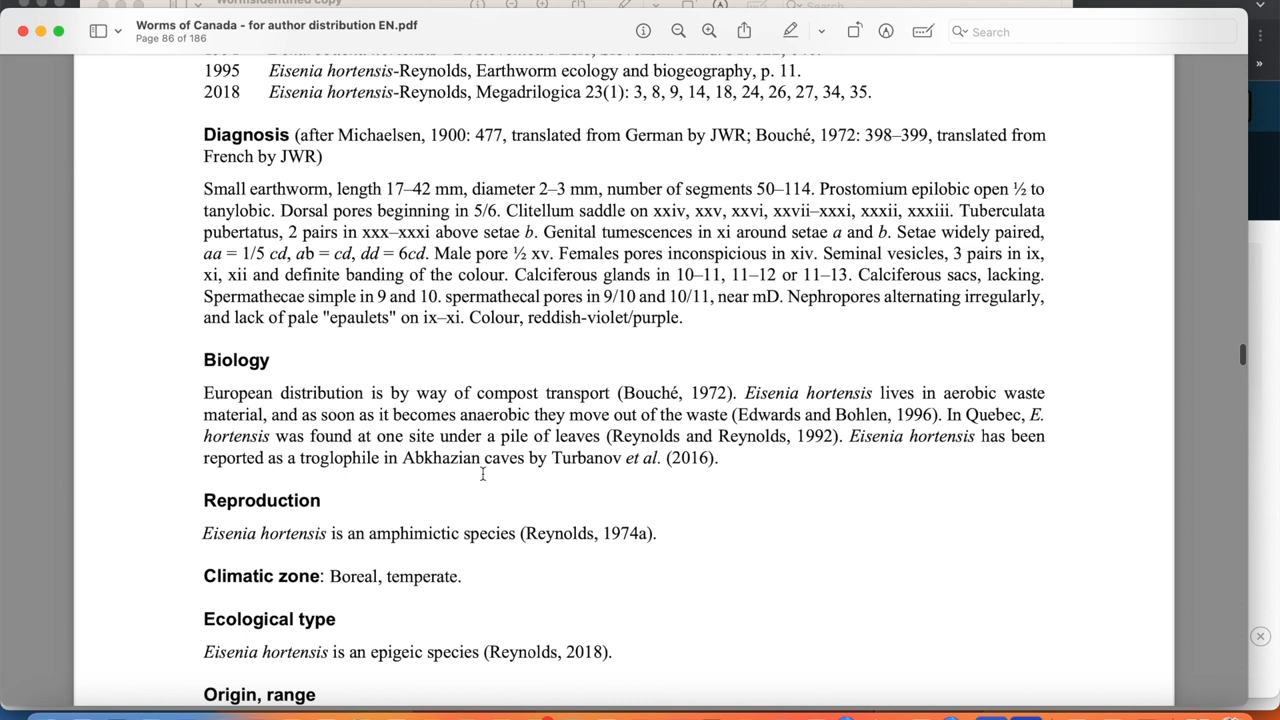 Worms of Canada - for author distribution EN.pdf
Page 86 of 186
Search
1995 Eisenia hortensis-Reynolds, Earthworm ecology and biogeography, p. 11.
2018 Eisenia hortensis-Reynolds, Megadrilogica 23(1): 3, 8, 9, 14, 18, 24, 26, 27, 34, 35.
Diagnosis (after Michaelsen, 1900: 477, translated from German by JWR; Bouché, 1972: 398–399, translated from
French by JWR)
Small earthworm, length 17–42 mm, diameter 2–3 mm, number of segments 50–114. Prostomium epilobic open ½ to
tanylobic. Dorsal pores beginning in 5/6. Clitellum saddle on xxiv, xxv, xxvi, xxvii–xxxi, xxxii, xxxiii. Tuberculata
pubertatus, 2 pairs in xxx–xxxi above setae b. Genital tumescences in xi around setae a and b. Setae widely paired,
aa = 1/5 cd, ab = cd, dd = 6cd. Male pore ½ xv. Females pores inconspicious in xiv. Seminal vesicles, 3 pairs in ix,
xi, xii and definite banding of the colour. Calciferous glands in 10–11, 11–12 or 11–13. Calciferous sacs, lacking.
Spermathecae simple in 9 and 10. spermathecal pores in 9/10 and 10/11, near mD. Nephropores alternating irregularly,
and lack of pale "epaulets" on ix–xi. Colour, reddish-violet/purple.
Biology
European distribution is by way of compost transport (Bouché, 1972). Eisenia hortensis lives in aerobic waste
material, and as soon as it becomes anaerobic they move out of the waste (Edwards and Bohlen, 1996). In Quebec, E.
hortensis was found at one site under a pile of leaves (Reynolds and Reynolds, 1992). Eisenia hortensis has been
reported as a troglophile in Abkhazian caves by Turbanov et al. (2016).
Reproduction
Eisenia hortensis is an amphimictic species (Reynolds, 1974a).
Climatic zone: Boreal, temperate.
Ecological type
Eisenia hortensis is an epigeic species (Reynolds, 2018).
Origin, range